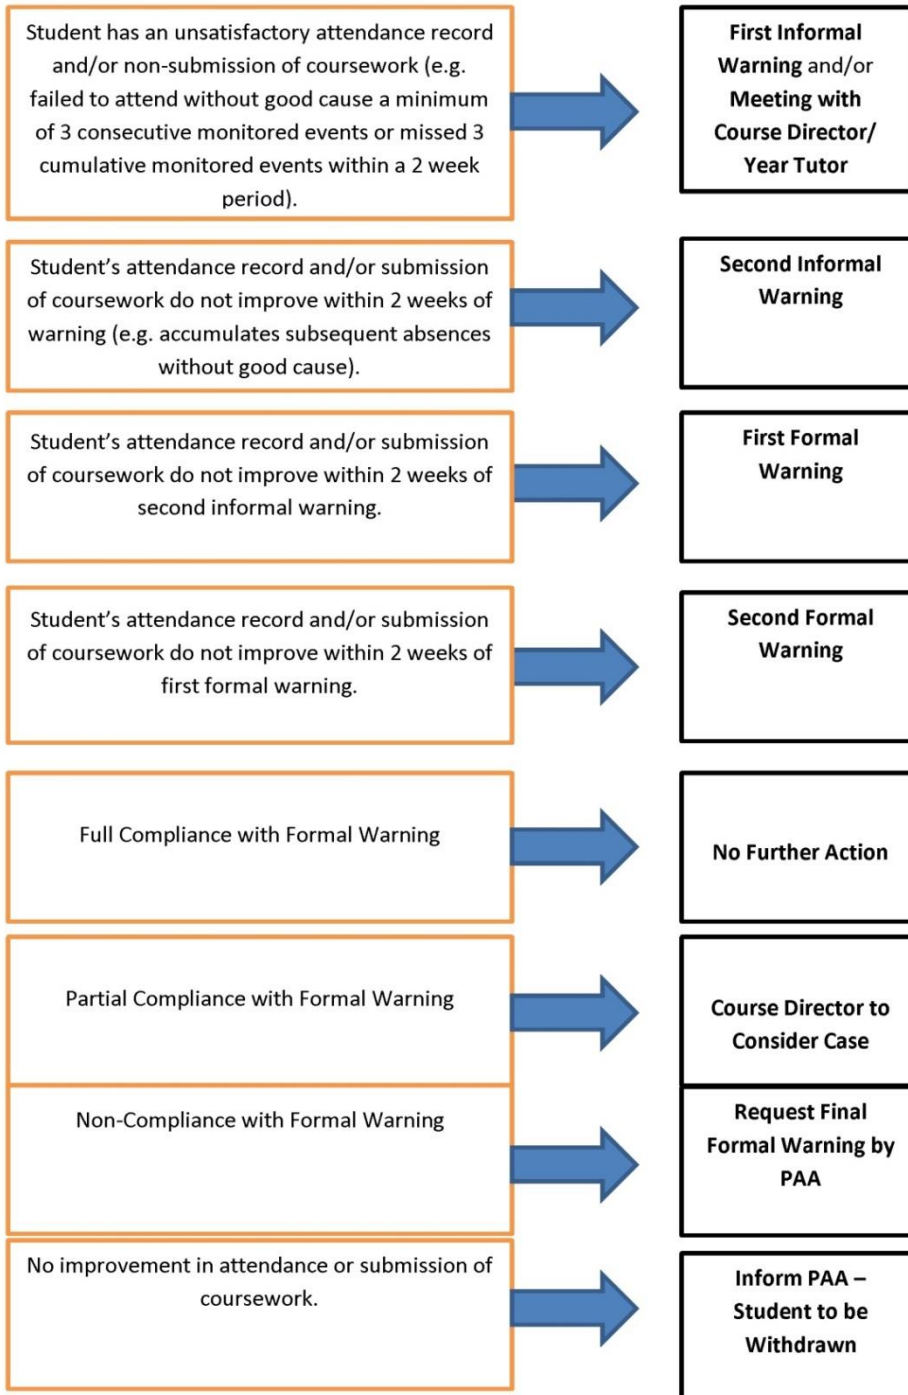 Student has an unsatisfactory attendance record
and/or non-submission of coursework (e.g.
failed to attend without good cause a minimum
of 3 consecutive monitored events or missed 3
cumulative monitored events within a 2 week
period).
First Informal
Warning and/or
Meeting with
Course Director/
Year Tutor
Student’s attendance record and/or submission
of coursework do not improve within 2 weeks of
warning (e.g. accumulates subsequent absences
without good cause).
Second Informal
Warning
Student’s attendance record and/or submission
of coursework do not improve within 2 weeks of
second informal warning.
First Formal
Warning
Student’s attendance record and/or submission
of coursework do not improve within 2 weeks of
first formal warning.
Second Formal
Warning
Full Compliance with Formal Warning
No Further Action
Partial Compliance with Formal Warning
Course Director to
Consider Case
Non-Compliance with Formal Warning
Request Final
Formal Warning by
PAA
No improvement in attendance or submission of
coursework.
Inform PAA –
Student to be
Withdrawn